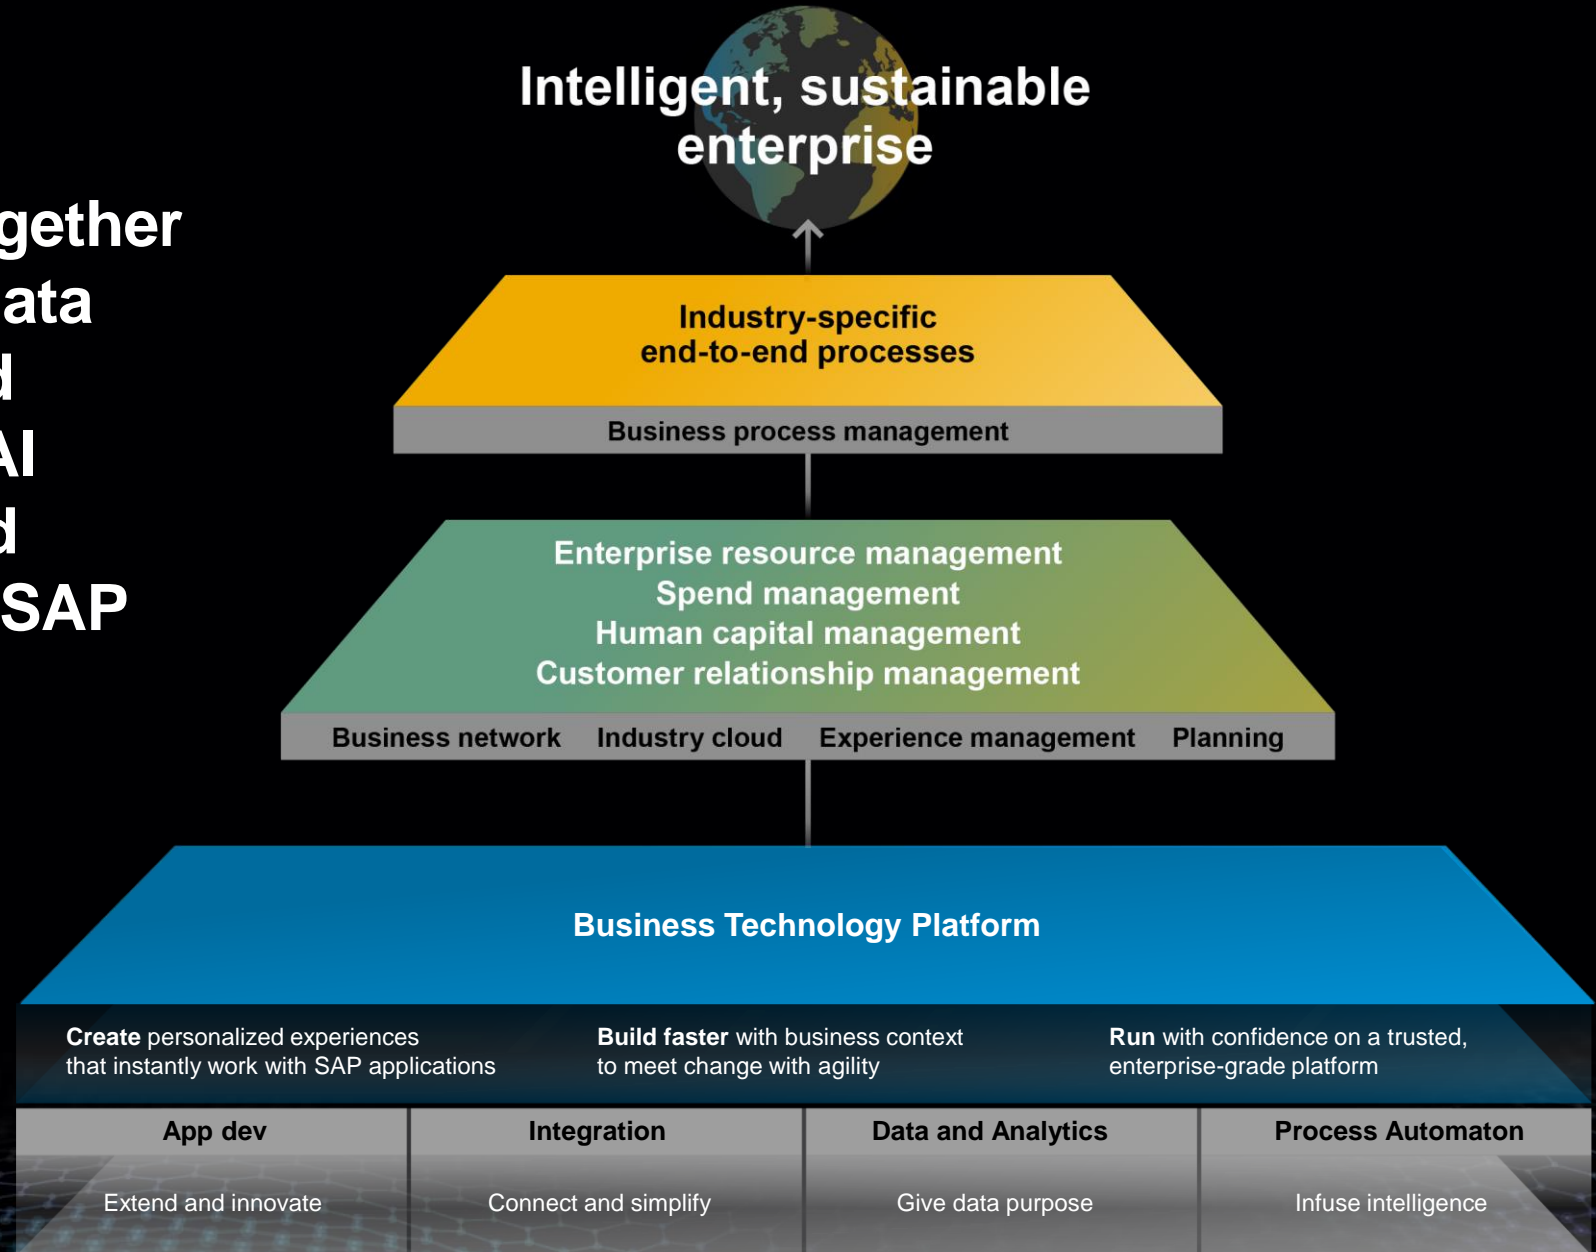 Intelligent, sustainable
enterprise
gether
ata
d
AI
d
SAP
Industry-specific
end-to-end processes
Business process management
Enterprise resource management
Spend management
Human capital management
Customer relationship management
Business network Industry cloud Experience management Planning
Business Technology Platform
Create personalized experiences
that instantly work with SAP applications
Build faster with business context
to meet change with agility
Run with confidence on a trusted,
enterprise-grade platform
App dev
Extend and innovate
Integration
Connect and simplify
Data and Analytics
Give data purpose
Process Automaton
Infuse intelligence